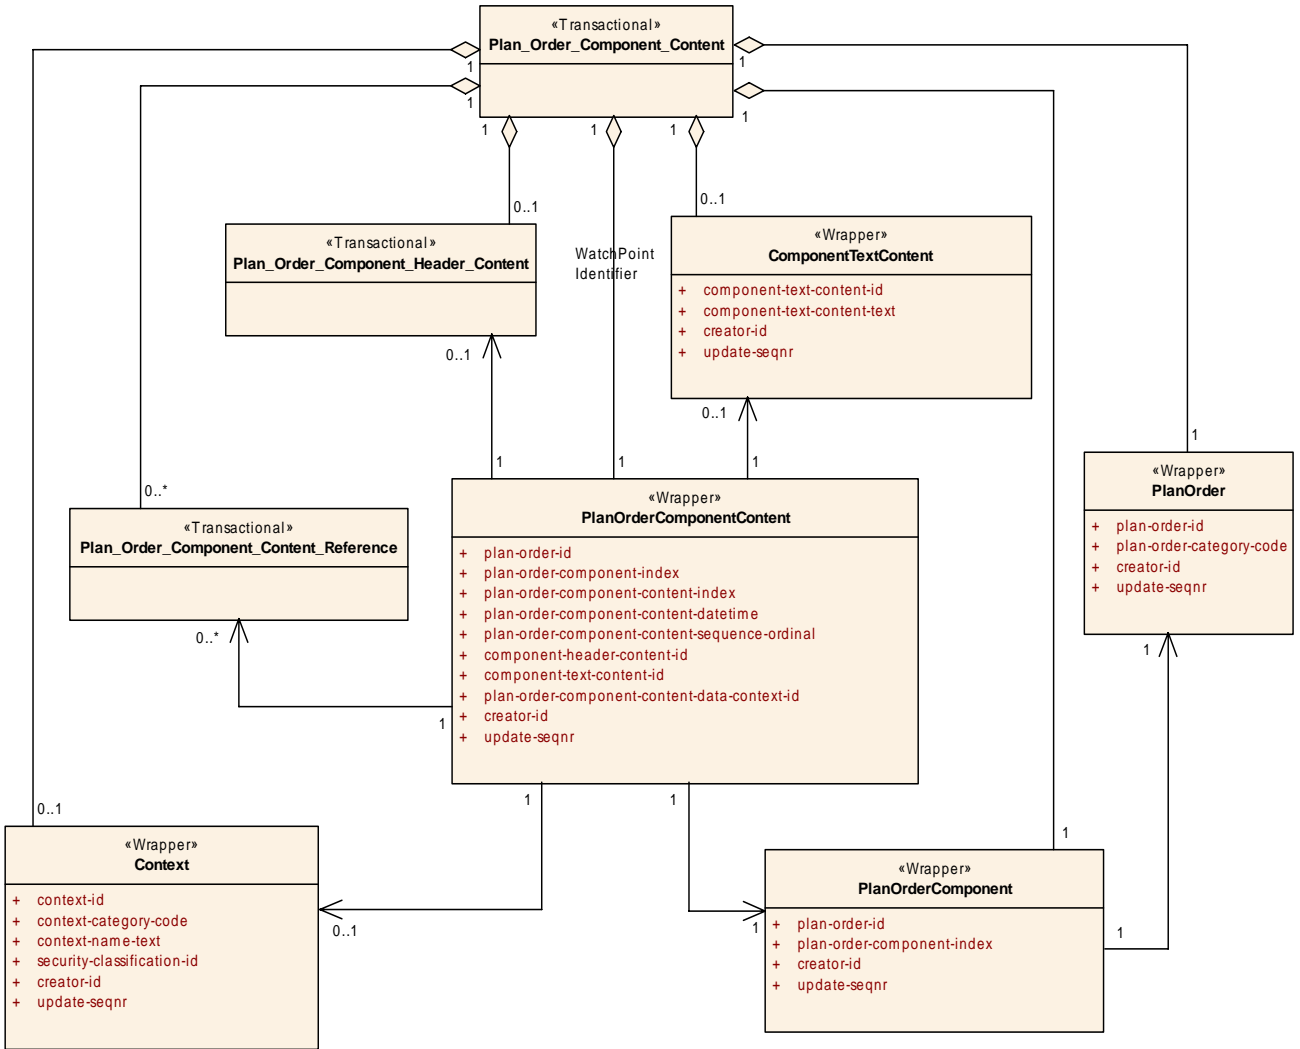 «Transactional»
Plan_Order_Component_Content
1
1
1
1
1
1
1
0..1
0..1
«Transactional»
Plan_Order_Component_Header_Content
WatchPoint
Identifier
«Wrapper»
ComponentTextContent
+ component-text-content-id
+ component-text-content-text
+ creator-id
+ update-seqnr
0..1
0..1
1
1
1
1
0..*
«Transactional»
Plan_Order_Component_Content_Reference
0..*
«Wrapper»
PlanOrderComponentContent
+ plan-order-id
+ plan-order-component-index
+ plan-order-component-content-index
+ plan-order-component-content-datetime
+ plan-order-component-content-sequence-ordinal
+ component-header-content-id
+ component-text-content-id
+ plan-order-component-content-data-context-id
+ creator-id
+ update-seqnr
1
«Wrapper»
PlanOrder
+ plan-order-id
+ plan-order-category-code
+ creator-id
+ update-seqnr
1
1
1
0..1
1
«Wrapper»
Context
+ context-id
+ context-category-code
+ context-name-text
+ security-classification-id
+ creator-id
+ update-seqnr
0..1
1
«Wrapper»
PlanOrderComponent
+ plan-order-id
+ plan-order-component-index
+ creator-id
+ update-seqnr
1